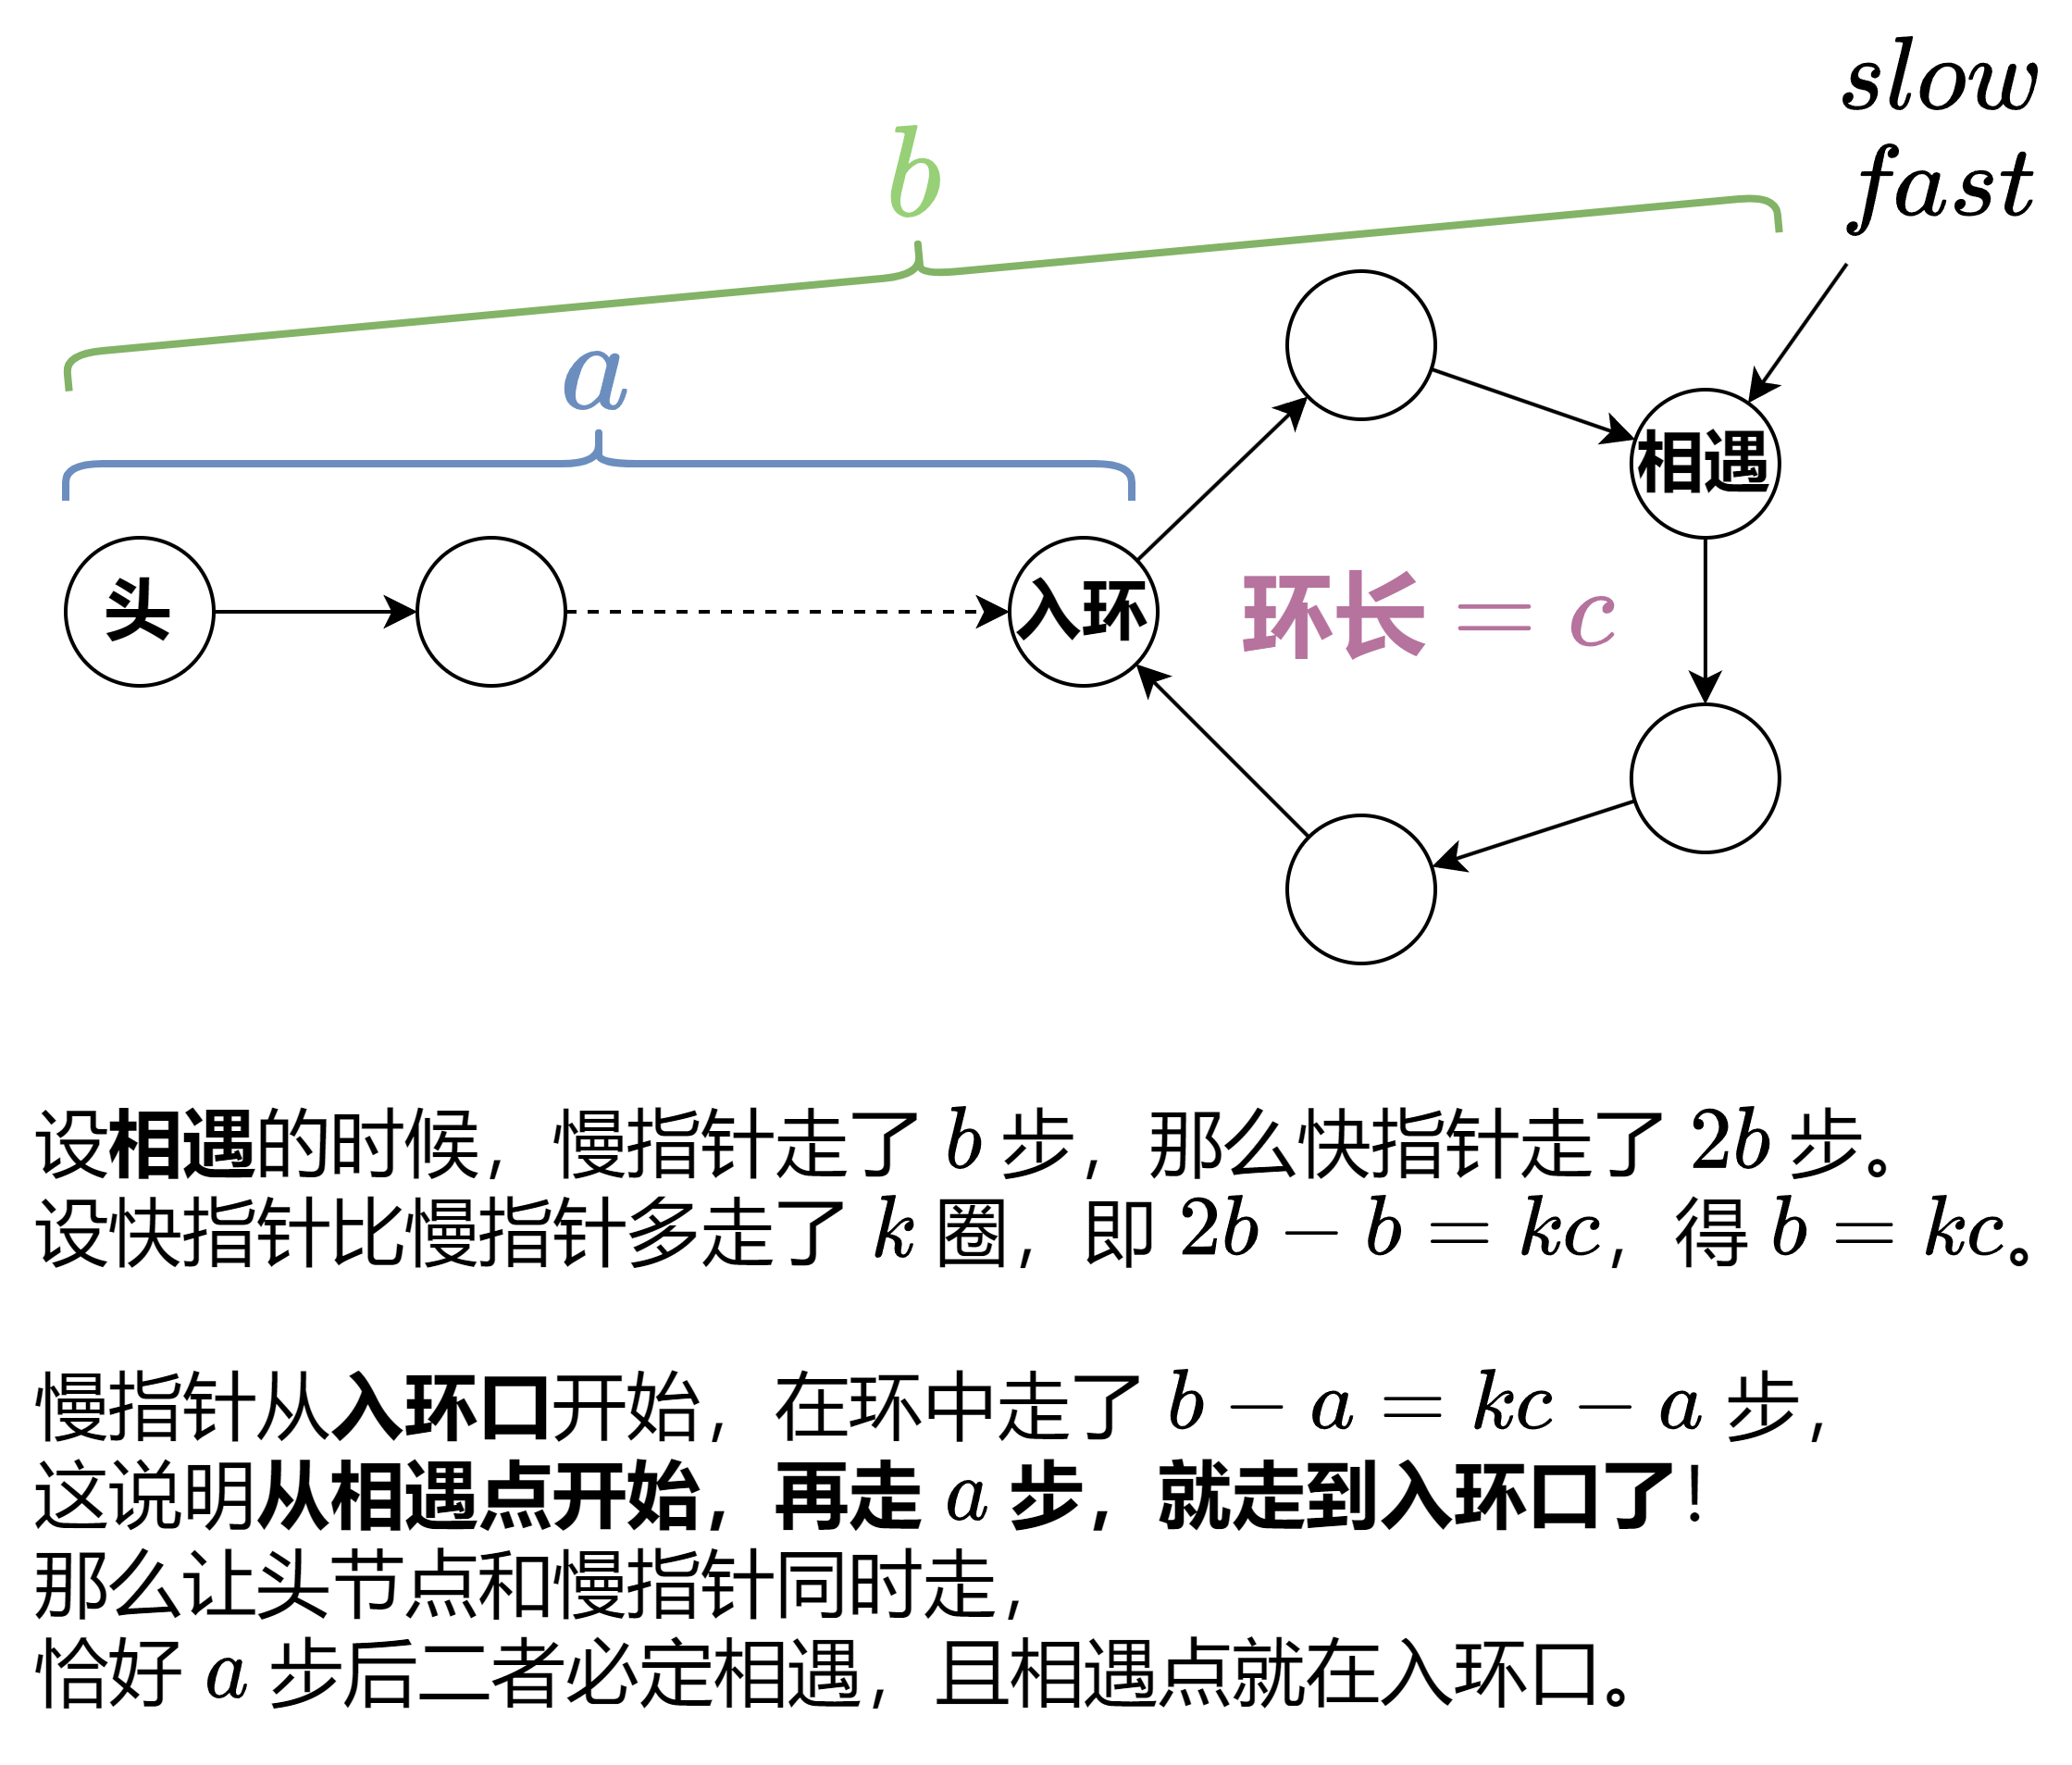 slow
fast
b
a
头
入环
相遇
环长 = c
设相遇的时候，慢指针走了 b 步，那么快指针走了 2b 步。
设快指针比慢指针多走了 k 圈，即 2b − b = kc，得 b = kc。
慢指针从入环口开始，在环中走了 b − a = kc − a 步，
这说明从相遇点开始，再走 a 步，就走到入环口了！
那么让头节点和慢指针同时走，
恰好 a 步后二者必定相遇，且相遇点就在入环口。